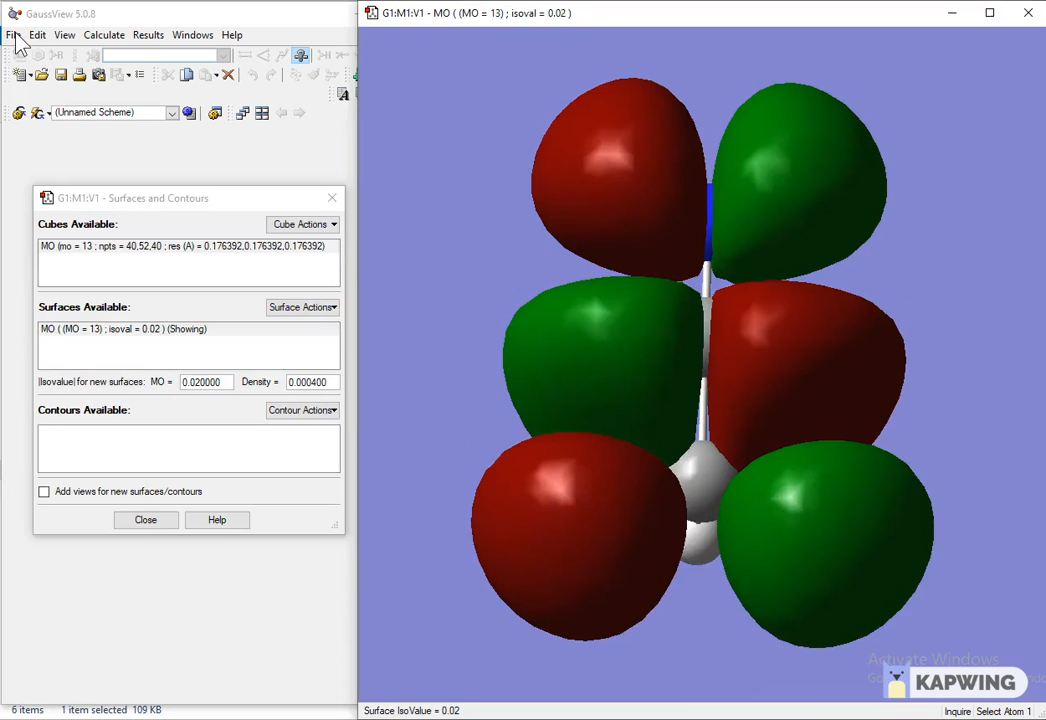 GaussView 5.0.8
G1:M1:V1 - MO ( (MO = 13) ; isoval = 0.02 )
File Edit View Calculate Results Windows Help
(Unnamed Scheme)
G1:M1:V1 - Surfaces and Contours
Cubes Available: Cube Actions
MO (mo = 13 ; npts = 40,52,40 ; res (A) = 0.176392,0.176392,0.176392)
Surfaces Available: Surface Actions
MO ( (MO = 13) ; isoval = 0.02 ) (Showing)
|Isovalue| for new surfaces: MO = 0.020000 Density = 0.000400
Contours Available: Contour Actions
Add views for new surfaces/contours
Close Help
Activate Windows
KAPWING
6 items 1 item selected 109 KB
Surface IsoValue = 0.02
Inquire Select Atom 1